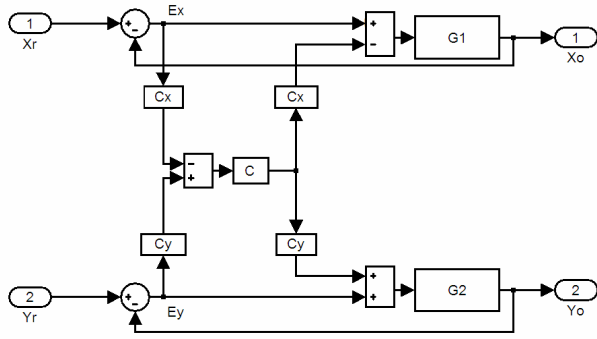 Ex
1
+
-
+
-
G1
1
Xr
Xo
Cx
Cx
-
+
C
Cy
Cy
2
+
-
+
+
G2
2
Yr
Ey
Yo